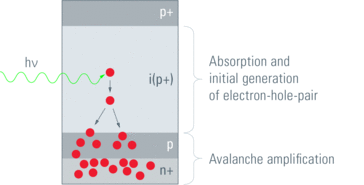 p+
hν
i(p+)
Absorption and
initial generation
of electron-hole-pair
p
Avalanche amplification
n+